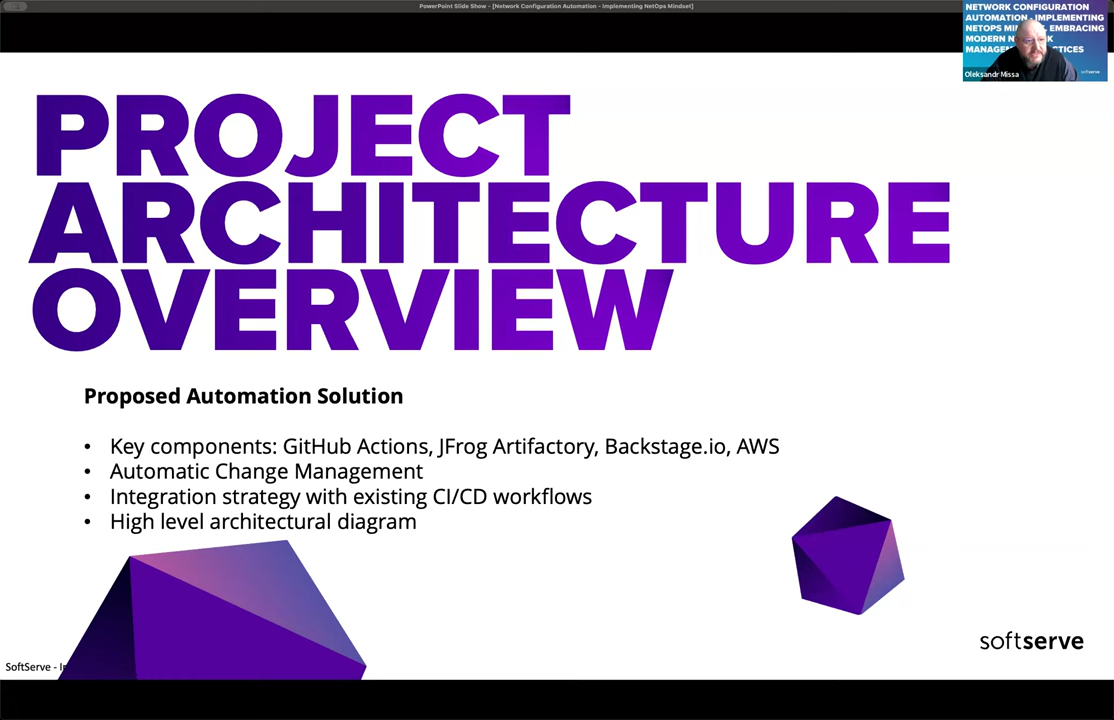 PowerPoint Slide Show - [Network Configuration Automation - Implementing NetOps Mindset]
NETWORK CONFIGURATION
AUTOMATION - IMPLEMENTING
NETOPS EMBRACING
MODERN
Oleksandr Missa
softserve
PROJECT
ARCHITECTURE
OVERVIEW
Proposed Automation Solution
• Key components: GitHub Actions, JFrog Artifactory, Backstage.io, AWS
• Automatic Change Management
• Integration strategy with existing CI/CD workflows
• High level architectural diagram
softserve
SoftServe -